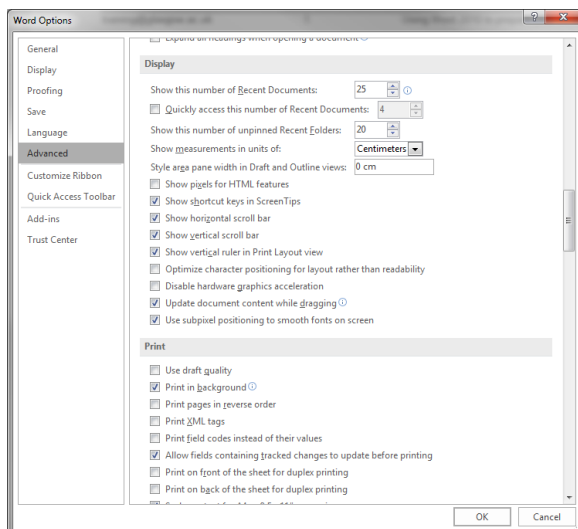 Word Options
General
Display
Proofing
Save
Language
Advanced
Customize Ribbon
Quick Access Toolbar
Add-ins
Trust Center
Expand all headings when opening a document
Display
Show this number of Recent Documents: 25
Quickly access this number of Recent Documents: 4
Show this number of unpinned Recent Folders: 20
Show measurements in units of: Centimeters
Style area pane width in Draft and Outline views: 0 cm
Show pixels for HTML features
Show shortcut keys in ScreenTips
Show horizontal scroll bar
Show vertical scroll bar
Show vertical ruler in Print Layout view
Optimize character positioning for layout rather than readability
Disable hardware graphics acceleration
Update document content while dragging
Use subpixel positioning to smooth fonts on screen
Print
Use draft quality
Print in background
Print pages in reverse order
Print XML tags
Print field codes instead of their values
Allow fields containing tracked changes to update before printing
Print on front of the sheet for duplex printing
Print on back of the sheet for duplex printing
OK Cancel